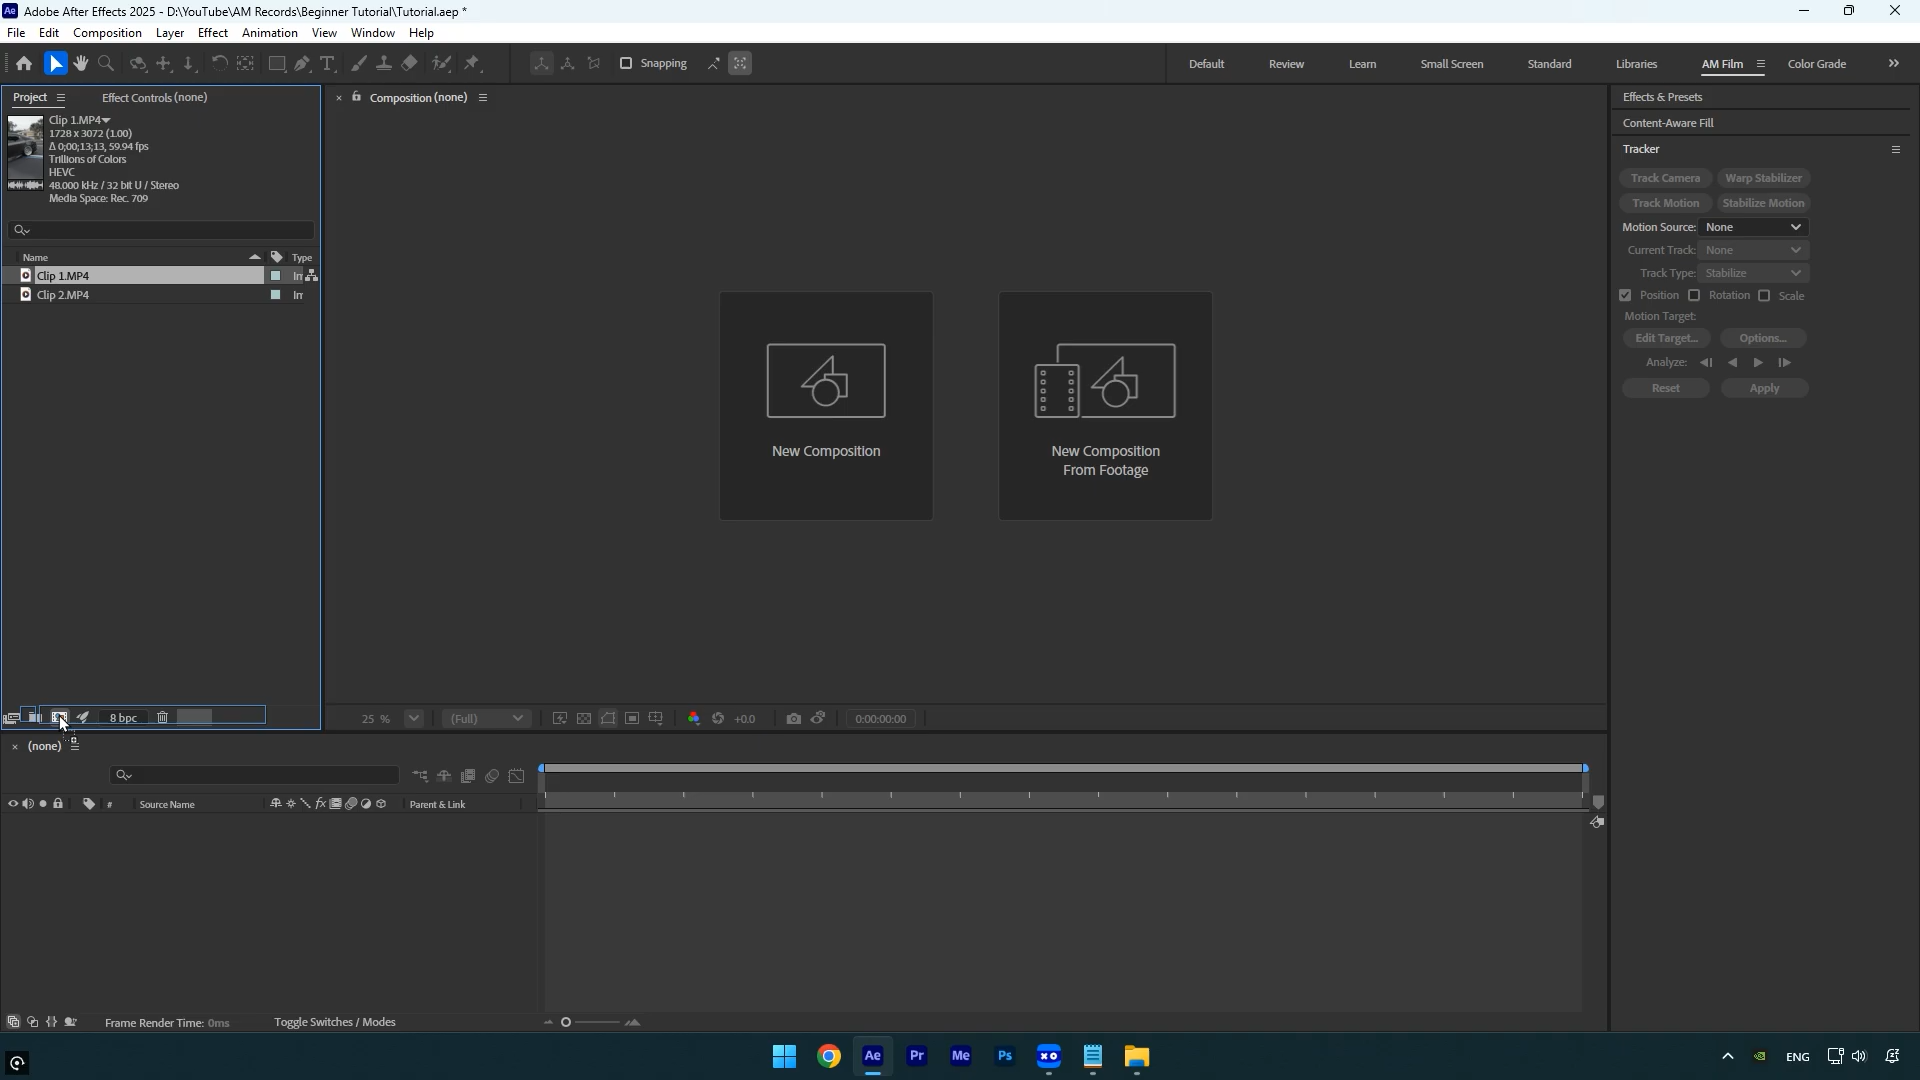 Adobe After Effects 2025 - D:\YouTube\AM Records\Beginner Tutorial\Tutorial.aep *
File Edit Composition Layer Effect Animation View Window Help
Snapping
Default Review Learn Small Screen Standard Libraries AM Film Color Grade
Project Effect Controls (none)
Composition (none)
Clip 1.MP4
1728 x 3072 (1.00)
Δ 0;00;13;13, 59.94 fps
Trillions of Colors
HEVC
48.000 kHz / 32 bit U / Stereo
Media Space: Rec. 709
Name Type
Clip 1.MP4
Clip 2.MP4
New Composition
New Composition
From Footage
Effects & Presets
Content-Aware Fill
Tracker
Track Camera Warp Stabilizer
Track Motion Stabilize Motion
Motion Source: None
Current Track: None
Track Type: Stabilize
Position Rotation Scale
Motion Target:
Edit Target... Options...
Analyze:
Reset Apply
8 bpc
25 % (Full) +0.0 0:00:00:00
(none)
# Source Name fx Parent & Link
Frame Render Time: 0ms Toggle Switches / Modes
Ae Pr Me Ps
ENG